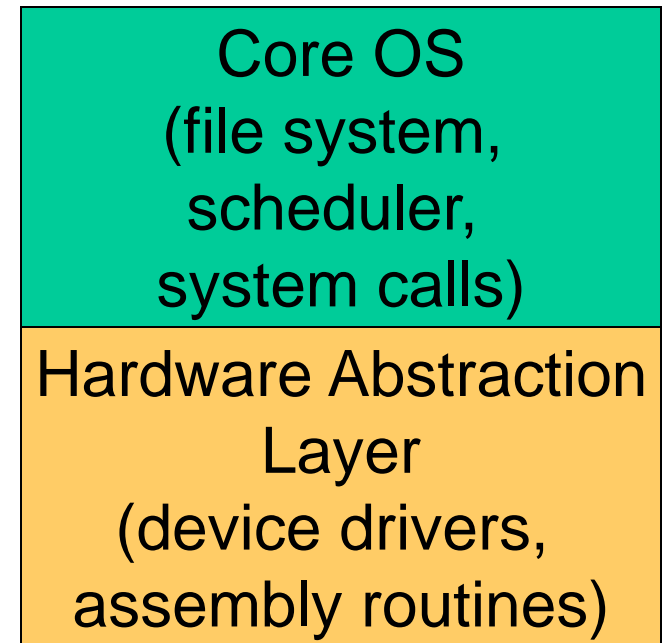 Core OS
(file system,
scheduler,
system calls)
Hardware Abstraction
Layer
(device drivers,
assembly routines)